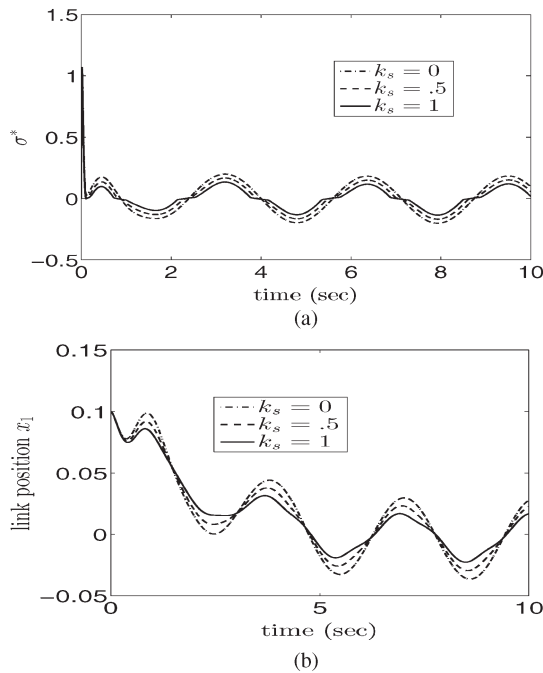 1.5
1
0.5
0
−0.5
σ*
k_s = 0
k_s = .5
k_s = 1
0 2 4 6 8 10
time (sec)
(a)
0.15
0.1
0.05
0
−0.05
link position x₁
k_s = 0
k_s = .5
k_s = 1
0 5 10
time (sec)
(b)